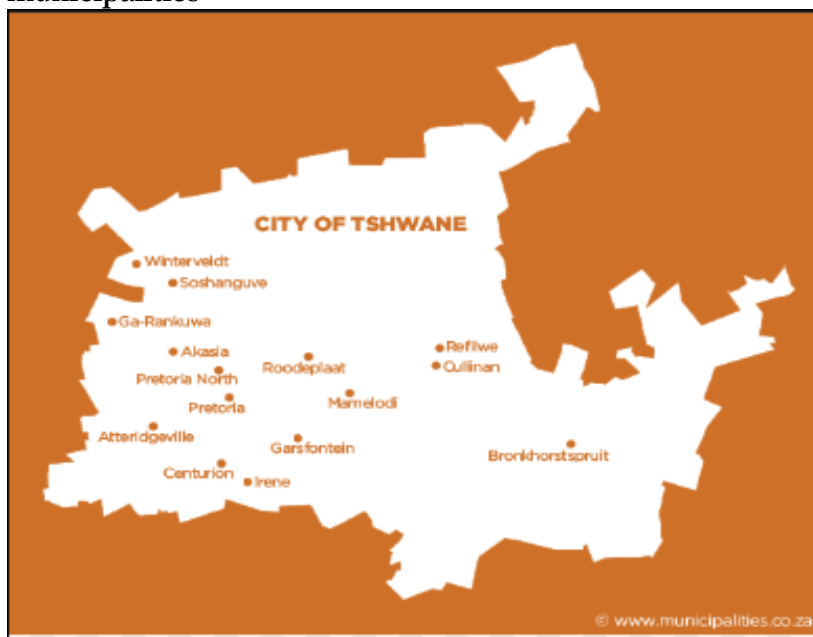 municipalities
CITY OF TSHWANE
Winterveldt
Soshanguve
Ga-Rankuwa
Akasia
Refilwe
Roodeplaat
Cullinan
Pretoria North
Pretoria
Mamelodi
Atteridgeville
Garsfontein
Bronkhorstspruit
Centurion
Irene
© www.municipalities.co.za